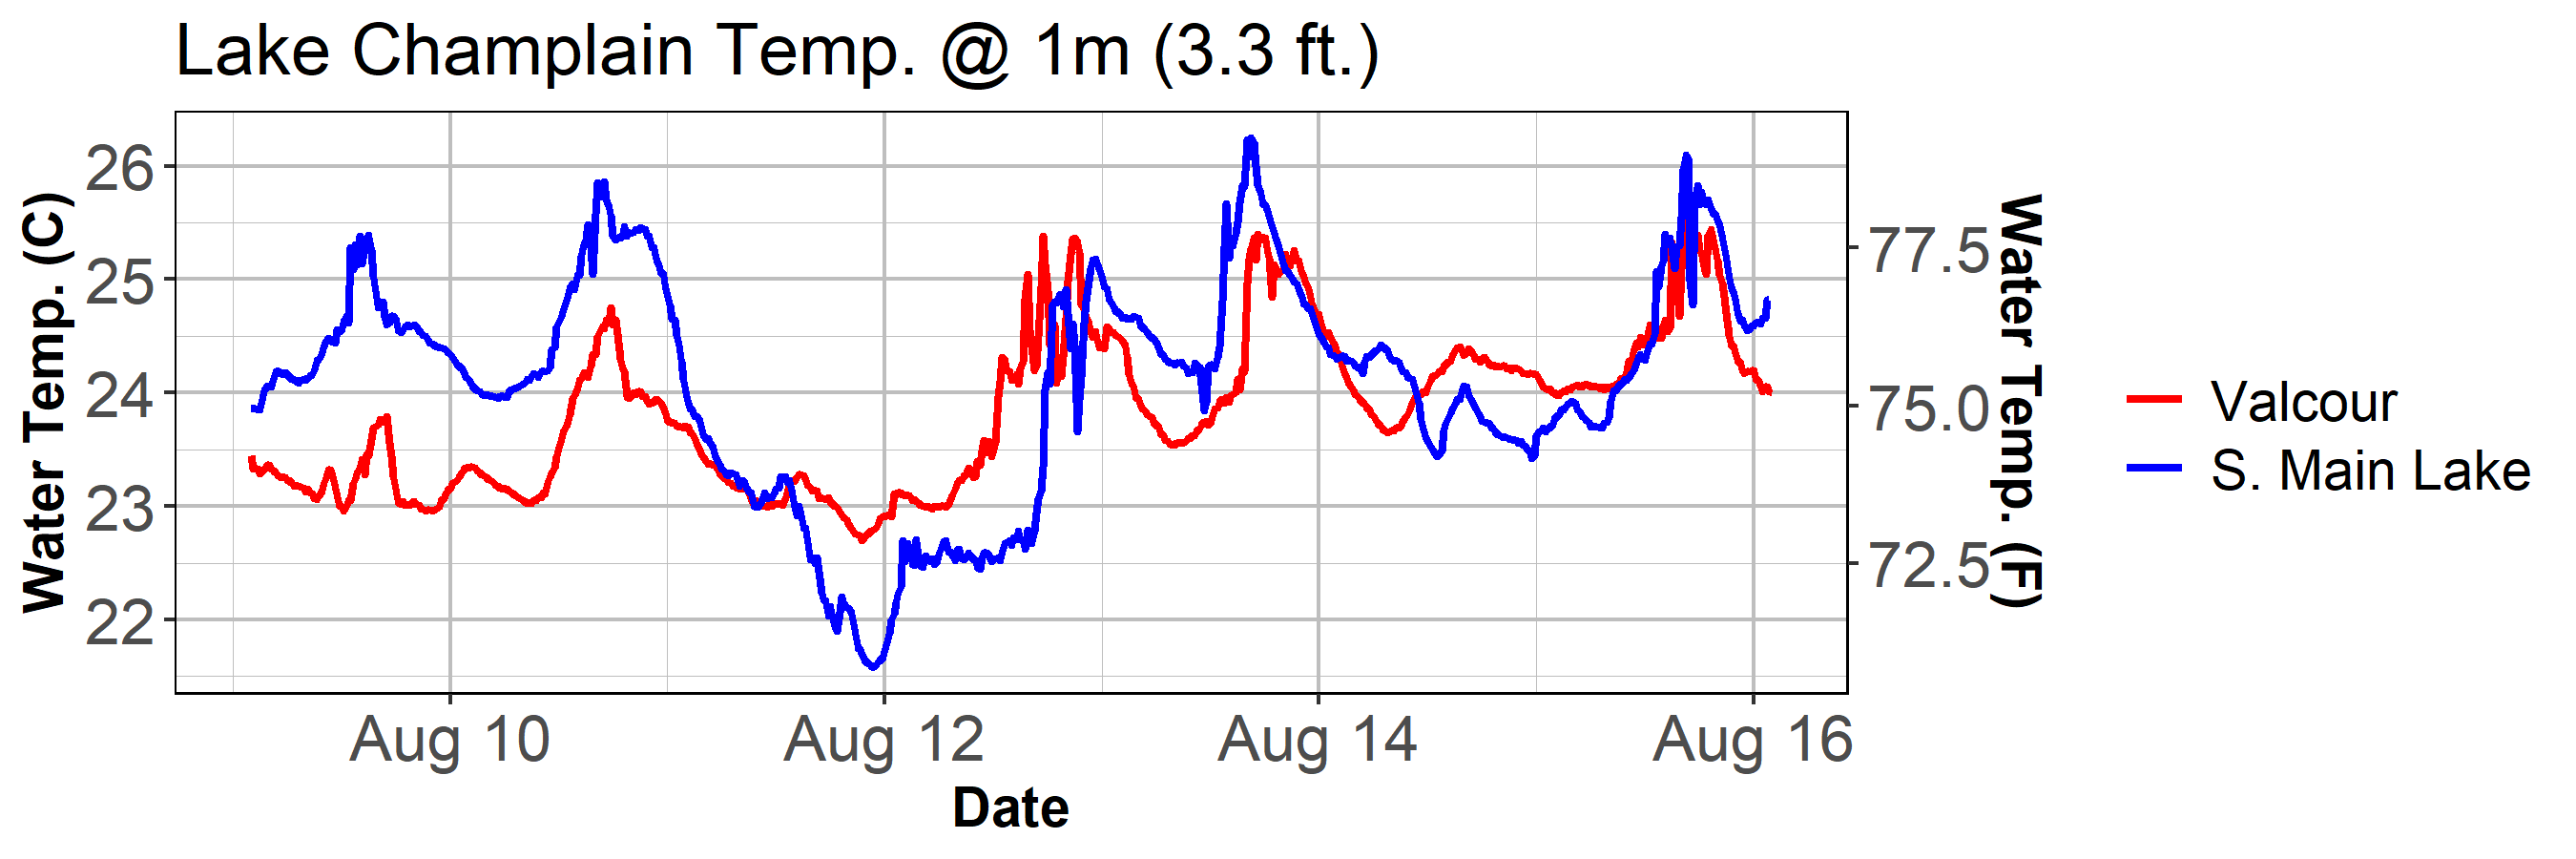 Lake Champlain Temp. @ 1m (3.3 ft.)
Water Temp. (C)
26
25
24
23
22
77.5
75.0
72.5
Water Temp. (F)
Aug 10
Aug 12
Aug 14
Aug 16
Date
Valcour
S. Main Lake